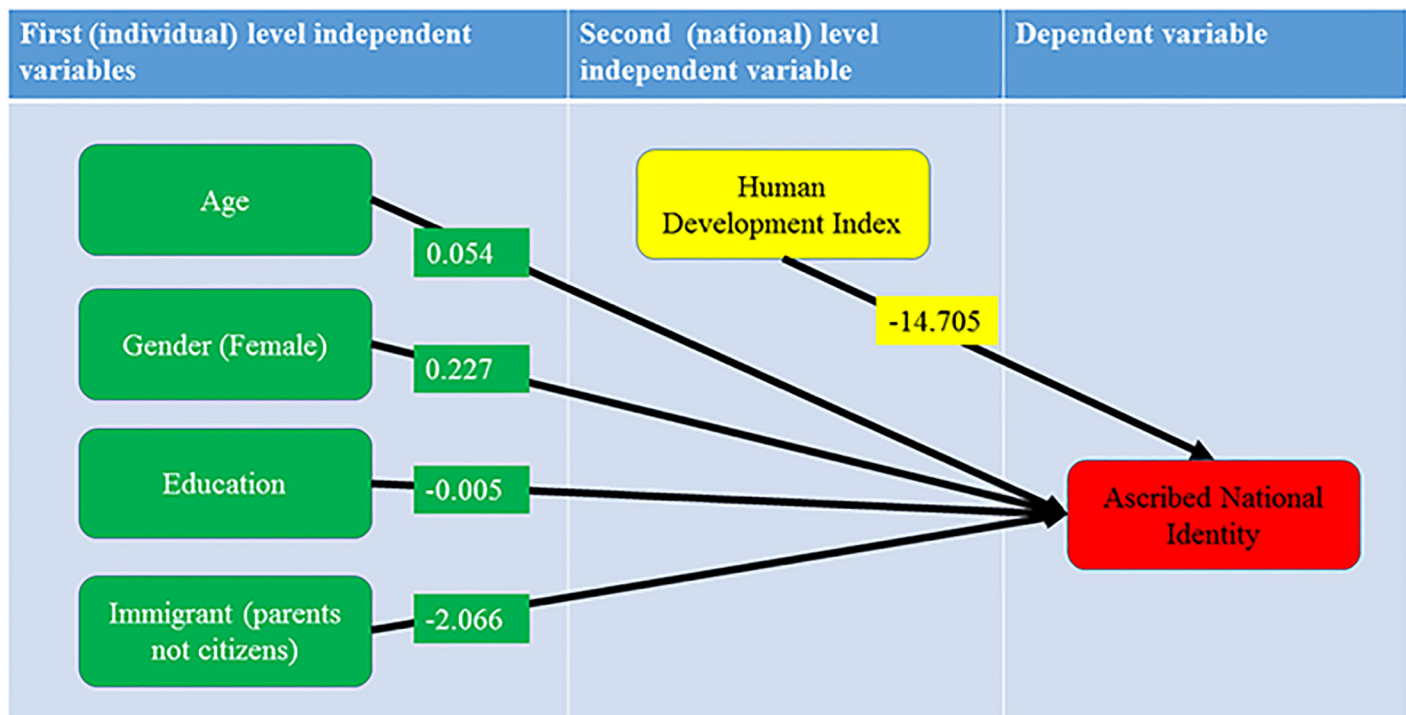 First (individual) level independent
variables
Second  (national) level
independent variable
Dependent variable
Age
0.054
Gender (Female)
0.227
Education
-0.005
Immigrant (parents
not citizens)
-2.066
Human
Development Index
-14.705
Ascribed National
Identity